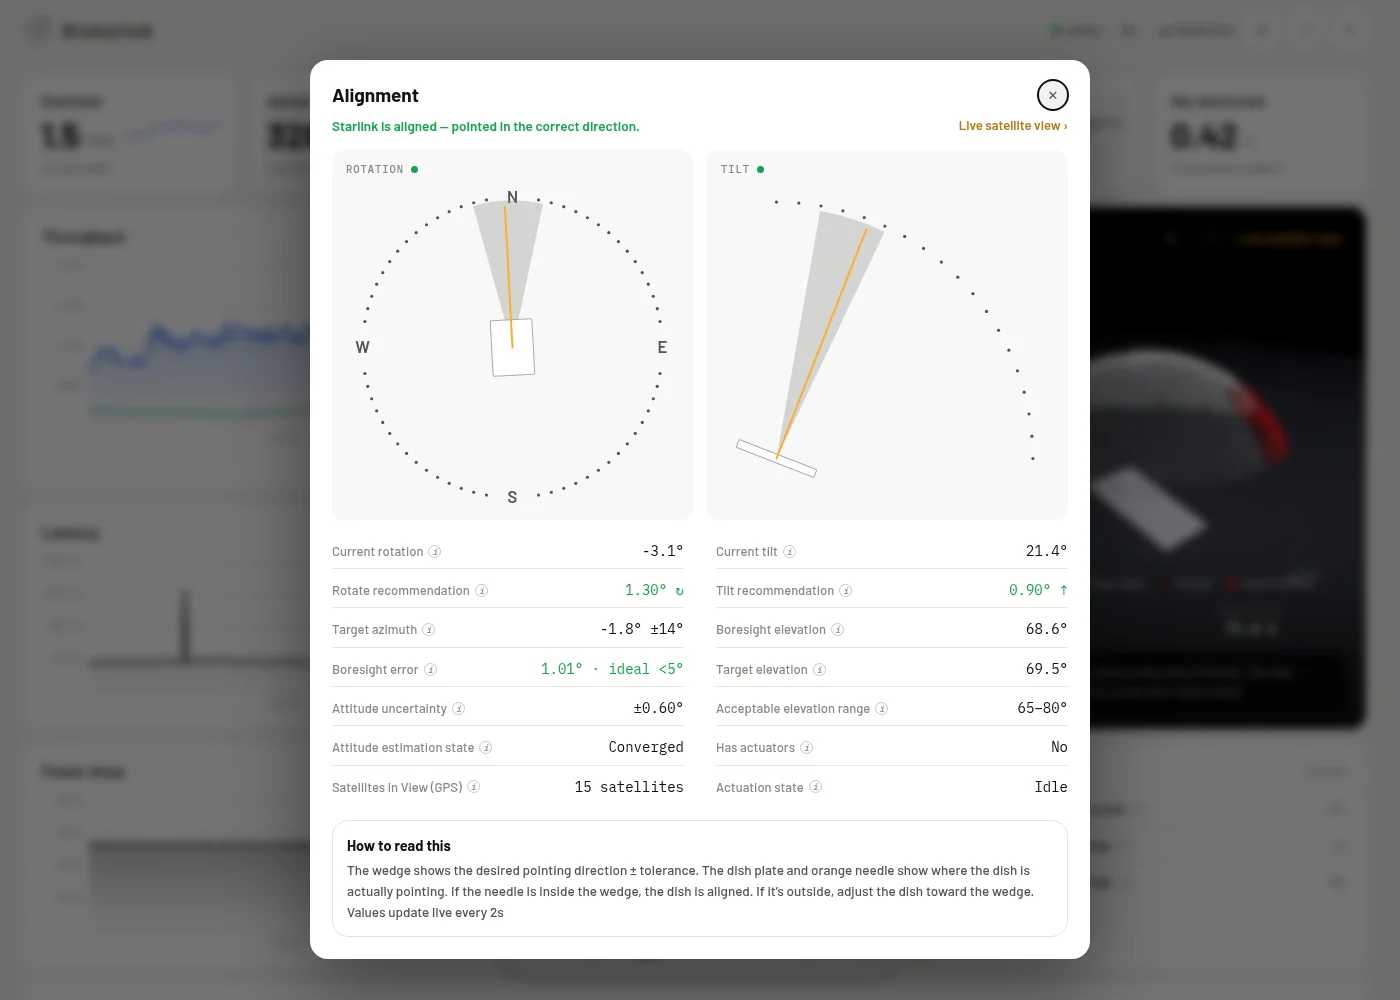 Alignment
×
Starlink is aligned — pointed in the correct direction.
Live satellite view ›
ROTATION
N
W
E
S
TILT
Current rotation i -3.1°
Rotate recommendation i 1.30° ↻
Target azimuth i -1.8° ±14°
Boresight error i 1.01° · ideal <5°
Attitude uncertainty i ±0.60°
Attitude estimation state i Converged
Satellites in View (GPS) i 15 satellites
Current tilt i 21.4°
Tilt recommendation i 0.90° ↑
Boresight elevation i 68.6°
Target elevation i 69.5°
Acceptable elevation range i 65–80°
Has actuators i No
Actuation state i Idle
How to read this
The wedge shows the desired pointing direction ± tolerance. The dish plate and orange needle show where the dish is
actually pointing. If the needle is inside the wedge, the dish is aligned. If it's outside, adjust the dish toward the wedge.
Values update live every 2s
Throughput
Latency
1.5
0.42